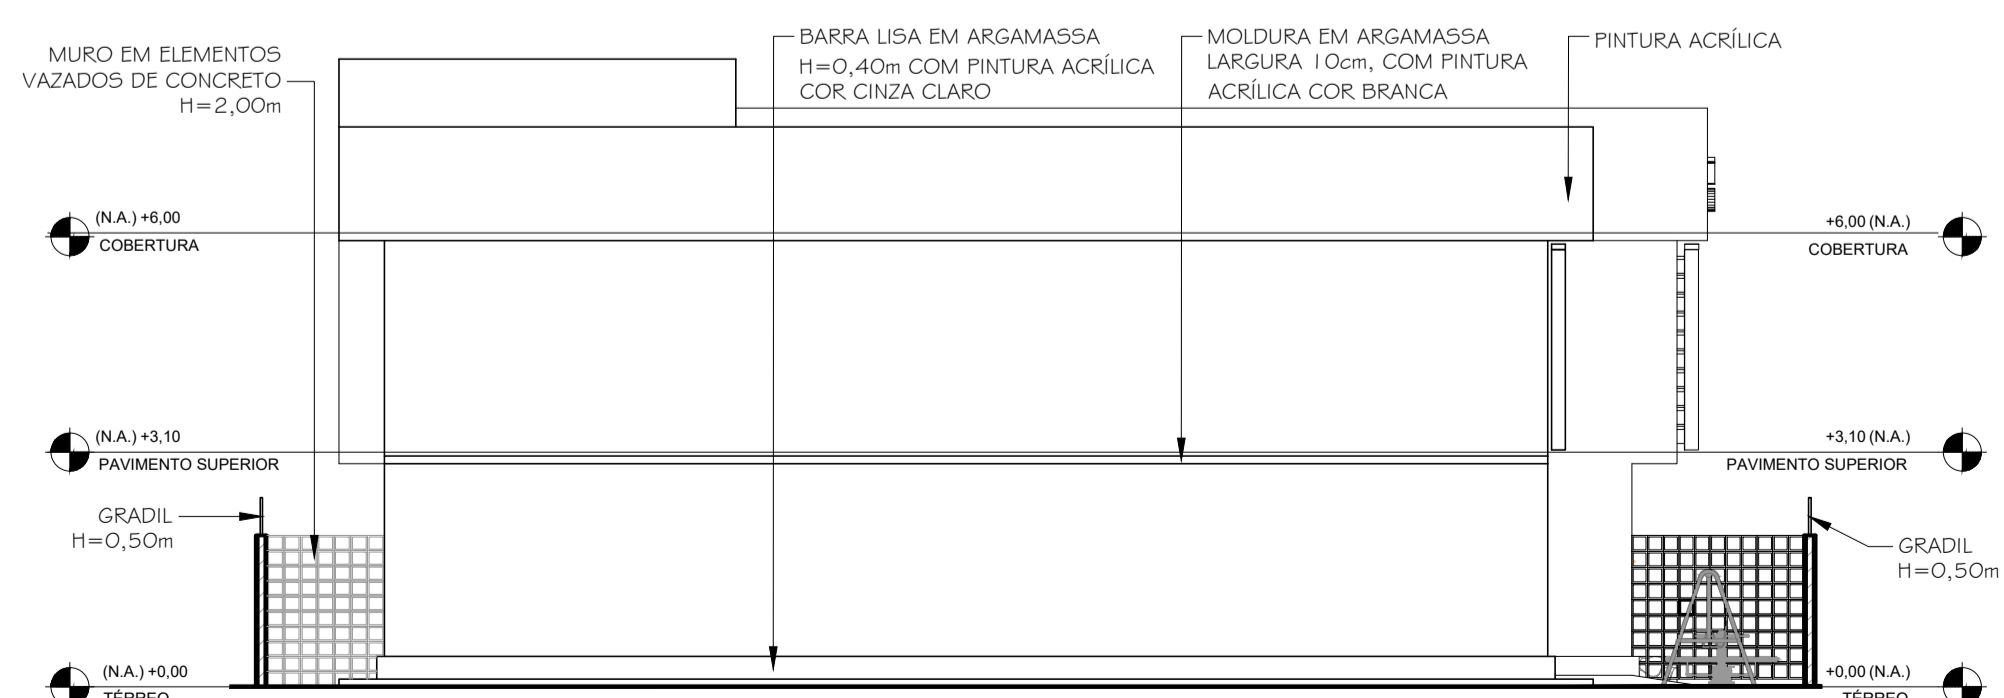 MURO EM ELEMENTOS
VAZADOS DE CONCRETO
H=2,00m
BARRA LISA EM ARGAMASSA
H=0,40m COM PINTURA ACRÍLICA
COR CINZA CLARO
MOLDURA EM ARGAMASSA
LARGURA 10cm, COM PINTURA
ACRÍLICA COR BRANCA
PINTURA ACRÍLICA
(N.A.) +6,00
COBERTURA
+6,00 (N.A.)
COBERTURA
(N.A.) +3,10
PAVIMENTO SUPERIOR
+3,10 (N.A.)
PAVIMENTO SUPERIOR
GRADIL
H=0,50m
GRADIL
H=0,50m
(N.A.) +0,00
TÉRREO
+0,00 (N.A.)
TÉRREO